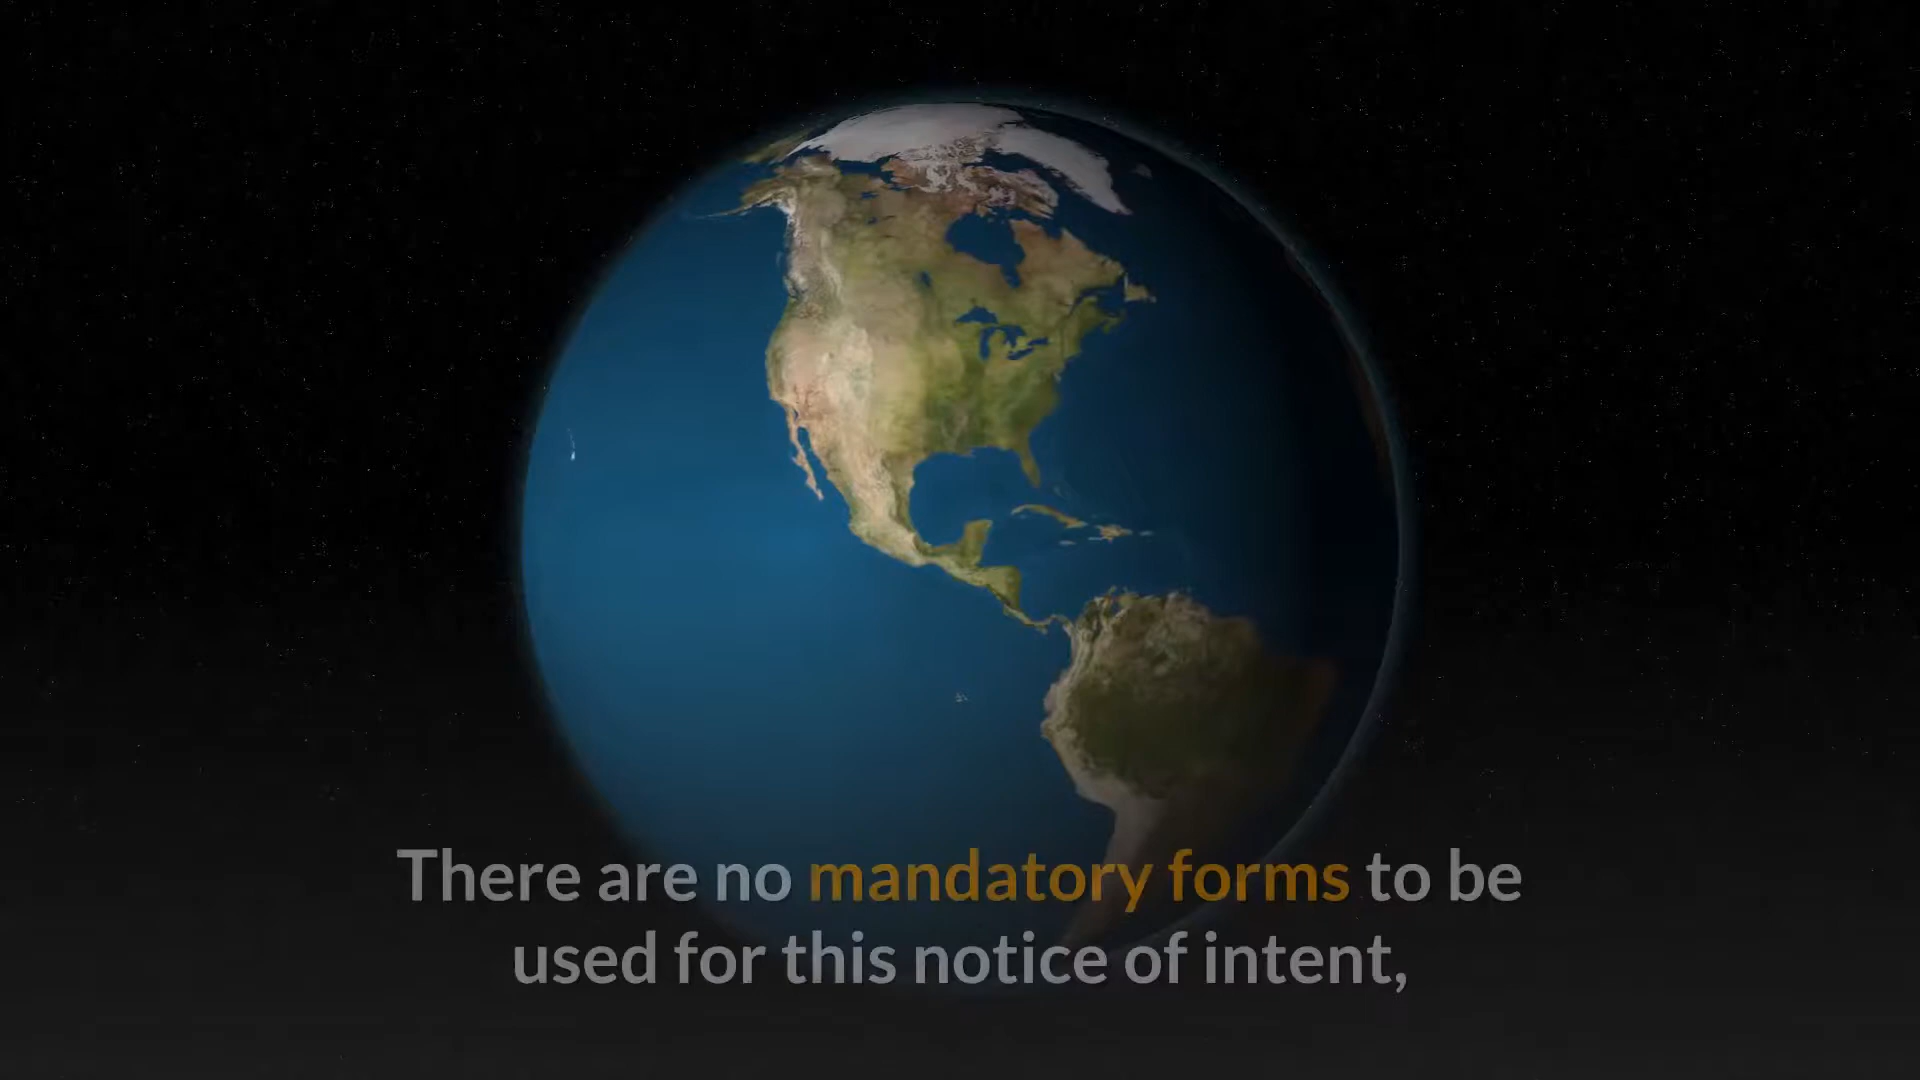 There are no mandatory forms to be
used for this notice of intent,